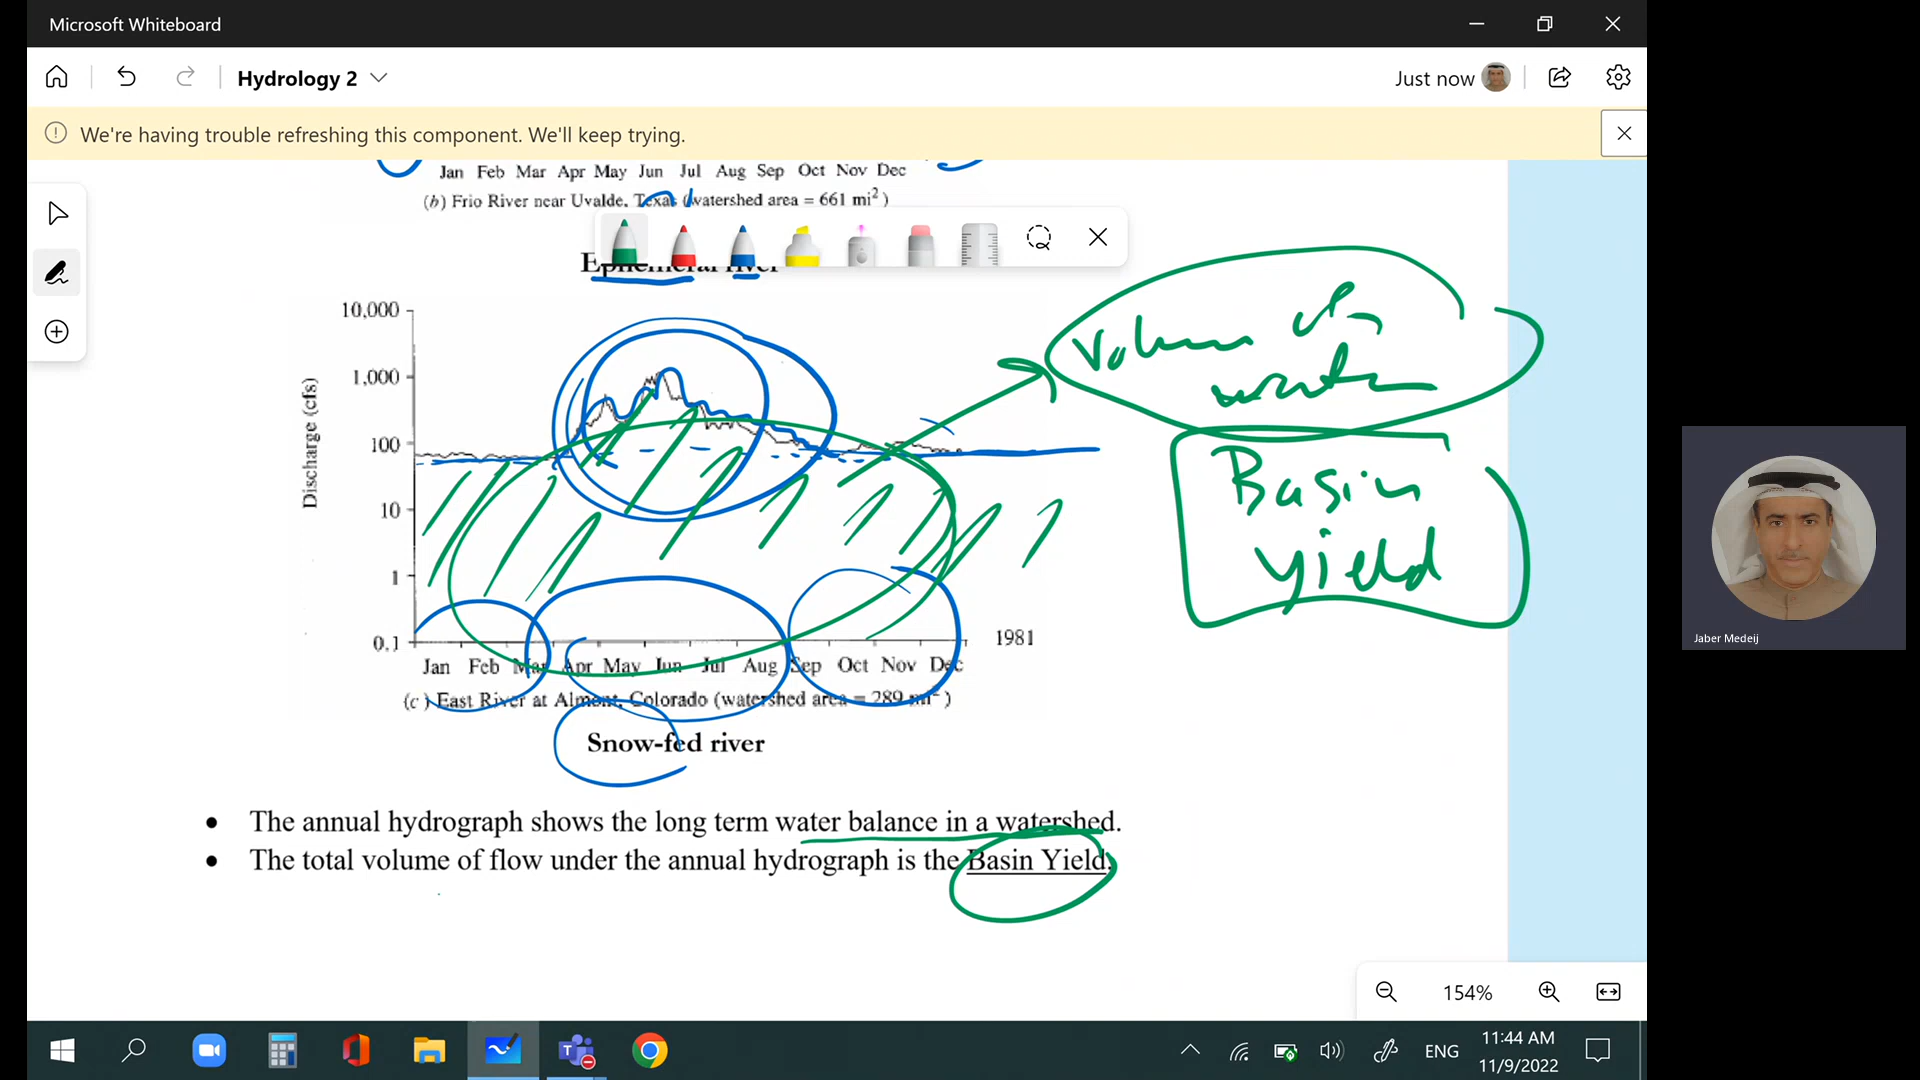 Microsoft Whiteboard
Hydrology 2
Just now
We're having trouble refreshing this component. We'll keep trying.
Jan Feb Mar Apr May Jun Jul Aug Sep Oct Nov Dec
(b) Frio River near Uvalde, Texas (watershed area = 661 mi²)
Ephemeral river
Discharge (cfs)
10,000
1,000
100
10
1
0.1
Jan Feb Mar Apr May Jun Jul Aug Sep Oct Nov Dec
1981
(c) East River at Almont, Colorado (watershed area = 289 mi²)
Snow-fed river
Volume of
water
Basin
yield
• The annual hydrograph shows the long term water balance in a watershed.
• The total volume of flow under the annual hydrograph is the Basin Yield.
Jaber Medeij
154%
ENG
11:44 AM
11/9/2022